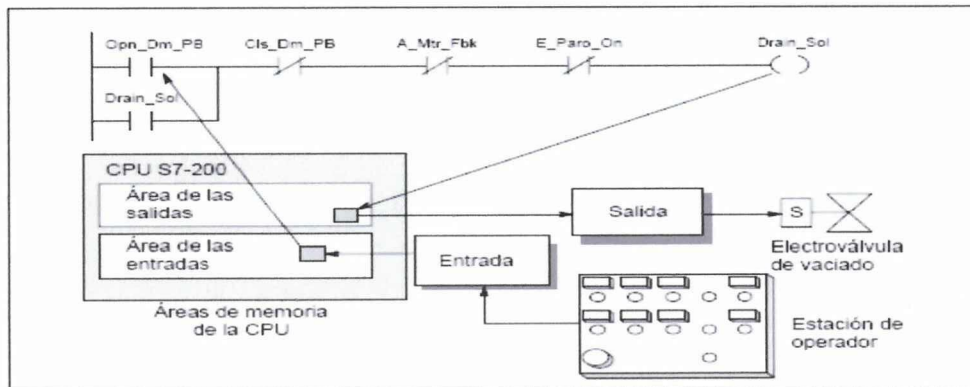 Opn_Dm_PB Cls_Dm_PB A_Mtr_Fbk E_Paro_On Drain_Sol
Drain_Sol
CPU S7-200
Área de las
salidas
Área de las
entradas
Áreas de memoria
de la CPU
Salida
Entrada
S
Electroválvula
de vaciado
Estación de
operador